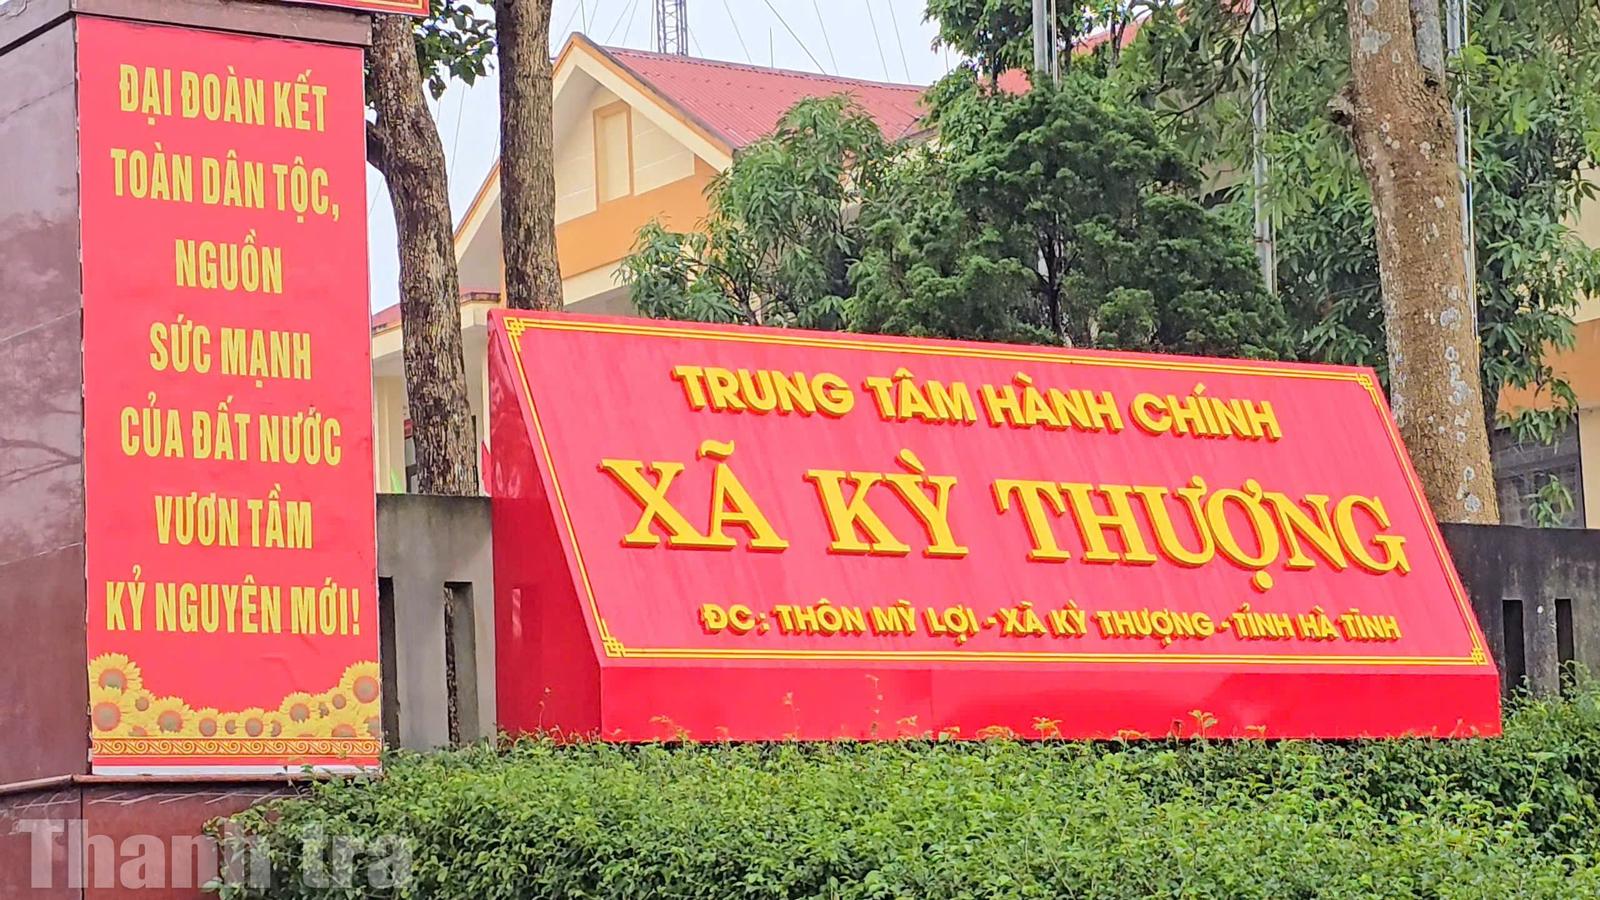 ĐẠI ĐOÀN KẾT
TOÀN DÂN TỘC,
NGUỒN
SỨC MẠNH
CỦA ĐẤT NƯỚC
VƯƠN TẦM
KỶ NGUYÊN MỚI!
TRUNG TÂM HÀNH CHÍNH
XÃ KỲ THƯỢNG
ĐC: THÔN MỸ LỢI - XÃ KỲ THƯỢNG - TỈNH HÀ TĨNH
Thanh tra